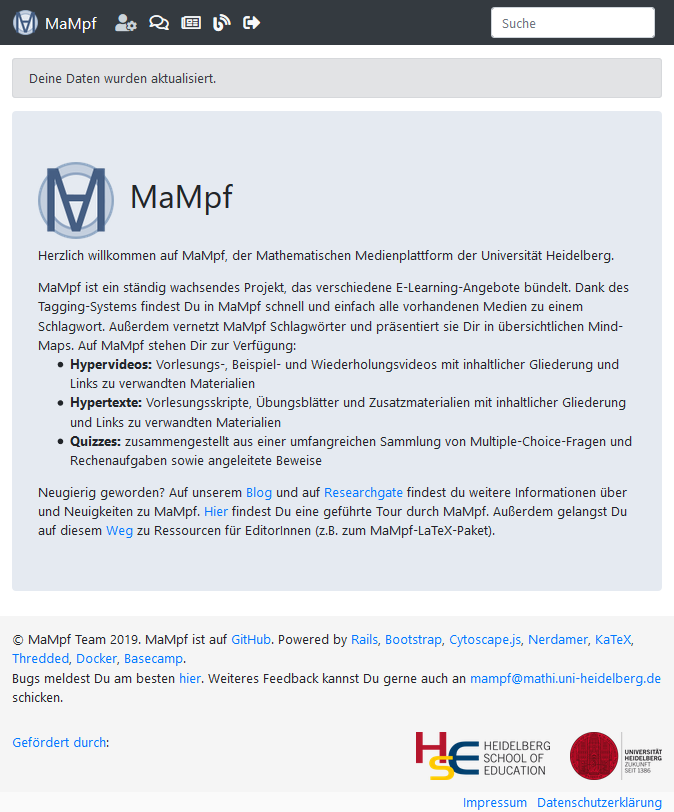 MaMpf
Suche
Deine Daten wurden aktualisiert.
MaMpf
Herzlich willkommen auf MaMpf, der Mathematischen Medienplattform der Universität Heidelberg.
MaMpf ist ein ständig wachsendes Projekt, das verschiedene E-Learning-Angebote bündelt. Dank des
Tagging-Systems findest Du in MaMpf schnell und einfach alle vorhandenen Medien zu einem
Schlagwort. Außerdem vernetzt MaMpf Schlagwörter und präsentiert sie Dir in übersichtlichen Mind-
Maps. Auf MaMpf stehen Dir zur Verfügung:
• Hypervideos: Vorlesungs-, Beispiel- und Wiederholungsvideos mit inhaltlicher Gliederung und
Links zu verwandten Materialien
• Hypertexte: Vorlesungsskripte, Übungsblätter und Zusatzmaterialien mit inhaltlicher Gliederung
und Links zu verwandten Materialien
• Quizzes: zusammengestellt aus einer umfangreichen Sammlung von Multiple-Choice-Fragen und
Rechenaufgaben sowie angeleitete Beweise
Neugierig geworden? Auf unserem Blog und auf Researchgate findest du weitere Informationen über
und Neuigkeiten zu MaMpf. Hier findest Du eine geführte Tour durch MaMpf. Außerdem gelangst Du
auf diesem Weg zu Ressourcen für EditorInnen (z.B. zum MaMpf-LaTeX-Paket).
© MaMpf Team 2019. MaMpf ist auf GitHub. Powered by Rails, Bootstrap, Cytoscape.js, Nerdamer, KaTeX,
Thredded, Docker, Basecamp.
Bugs meldest Du am besten hier. Weiteres Feedback kannst Du gerne auch an mampf@mathi.uni-heidelberg.de
schicken.
Gefördert durch:
HSE
HEIDELBERG
SCHOOL OF
EDUCATION
UNIVERSITÄT
HEIDELBERG
ZUKUNFT
SEIT 1386
Impressum Datenschutzerklärung